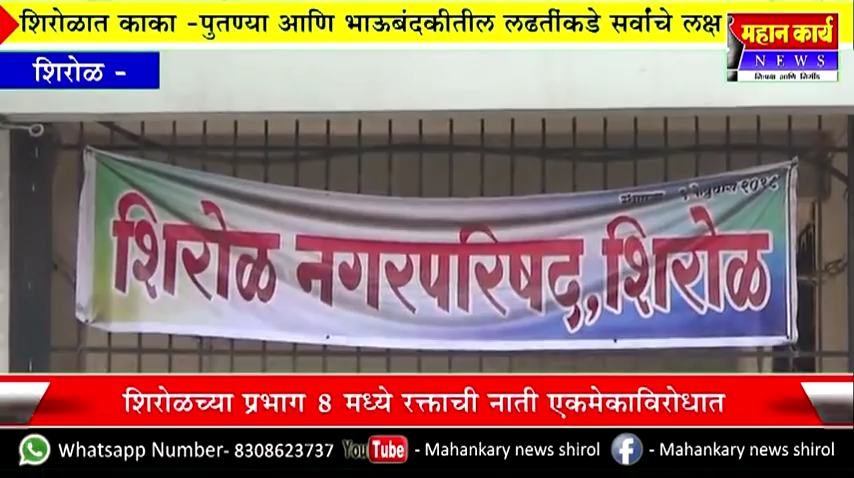 शिरोळात काका -पुतण्या आणि भाऊबंदकीतील लढतींकडे सर्वांचे लक्ष
महान कार्य
NEWS
शिरोळ -
शिरोळ नगरपरिषद,शिरोळ
शिरोळच्या प्रभाग 8 मध्ये रक्ताची नाती एकमेकाविरोधात
Whatsapp Number- 8308623737 YouTube - Mahankary news shirol f - Mahankary news shirol